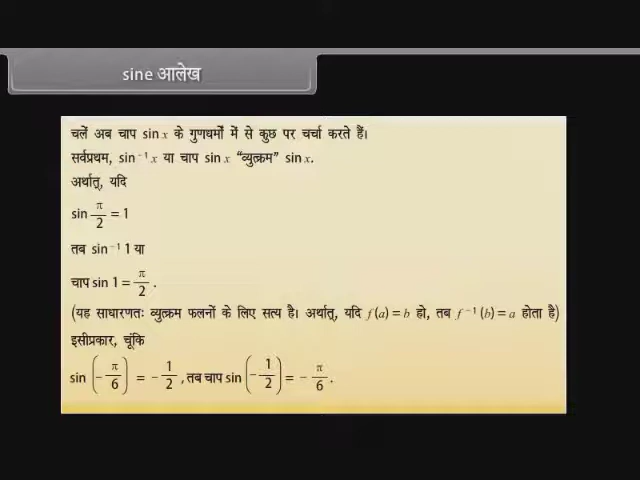 sine आलेख
चलें अब चाप sin x के गुणधर्मों में से कुछ पर चर्चा करते हैं।
सर्वप्रथम, sin⁻¹ x या चाप sin x “व्युत्क्रम” sin x.
अर्थात्, यदि
sin π/2 = 1
तब sin⁻¹ 1 या
चाप sin 1 = π/2 .
(यह साधारणतः व्युत्क्रम फलनों के लिए सत्य है। अर्थात्, यदि f(a) = b हो, तब f⁻¹(b) = a होता है)
इसीप्रकार, चूंकि
sin (−π/6) = −1/2 , तब चाप sin (−1/2) = −π/6 .